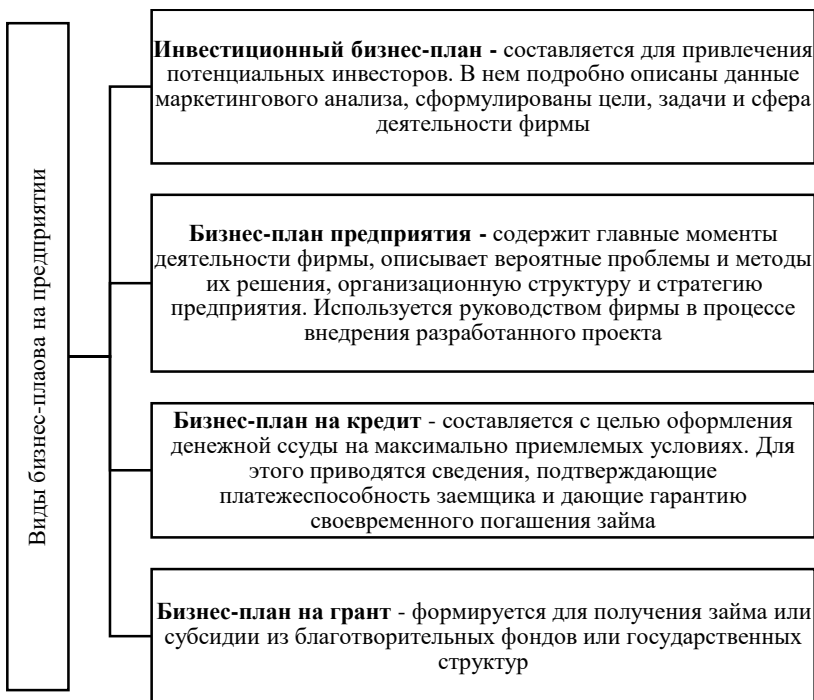 Виды бизнес-плаова на предприятии
Инвестиционный бизнес-план - составляется для привлечения
потенциальных инвесторов. В нем подробно описаны данные
маркетингового анализа, сформулированы цели, задачи и сфера
деятельности фирмы
Бизнес-план предприятия - содержит главные моменты
деятельности фирмы, описывает вероятные проблемы и методы
их решения, организационную структуру и стратегию
предприятия. Используется руководством фирмы в процессе
внедрения разработанного проекта
Бизнес-план на кредит - составляется с целью оформления
денежной ссуды на максимально приемлемых условиях. Для
этого приводятся сведения, подтверждающие
платежеспособность заемщика и дающие гарантию
своевременного погашения займа
Бизнес-план на грант - формируется для получения займа или
субсидии из благотворительных фондов или государственных
структур